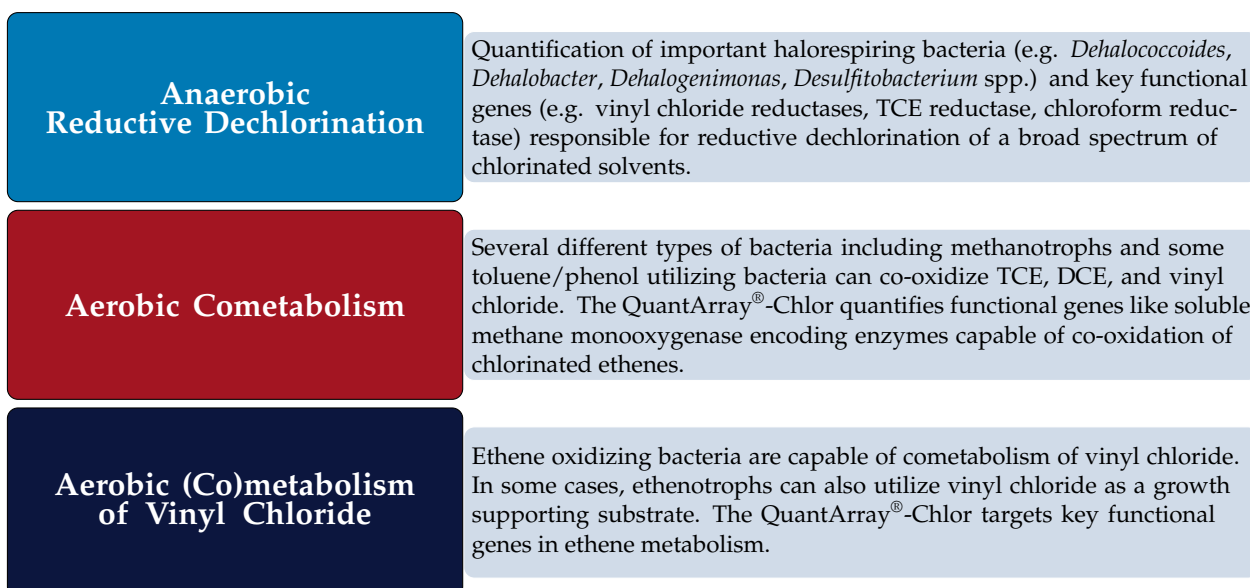 Anaerobic
Reductive Dechlorination
Quantification of important halorespiring bacteria (e.g. Dehalococcoides,
Dehalobacter, Dehalogenimonas, Desulfitobacterium spp.) and key functional
genes (e.g. vinyl chloride reductases, TCE reductase, chloroform reduc-
tase) responsible for reductive dechlorination of a broad spectrum of
chlorinated solvents.
Aerobic Cometabolism
Several different types of bacteria including methanotrophs and some
toluene/phenol utilizing bacteria can co-oxidize TCE, DCE, and vinyl
chloride. The QuantArray®-Chlor quantifies functional genes like soluble
methane monooxygenase encoding enzymes capable of co-oxidation of
chlorinated ethenes.
Aerobic (Co)metabolism
of Vinyl Chloride
Ethene oxidizing bacteria are capable of cometabolism of vinyl chloride.
In some cases, ethenotrophs can also utilize vinyl chloride as a growth
supporting substrate. The QuantArray®-Chlor targets key functional
genes in ethene metabolism.